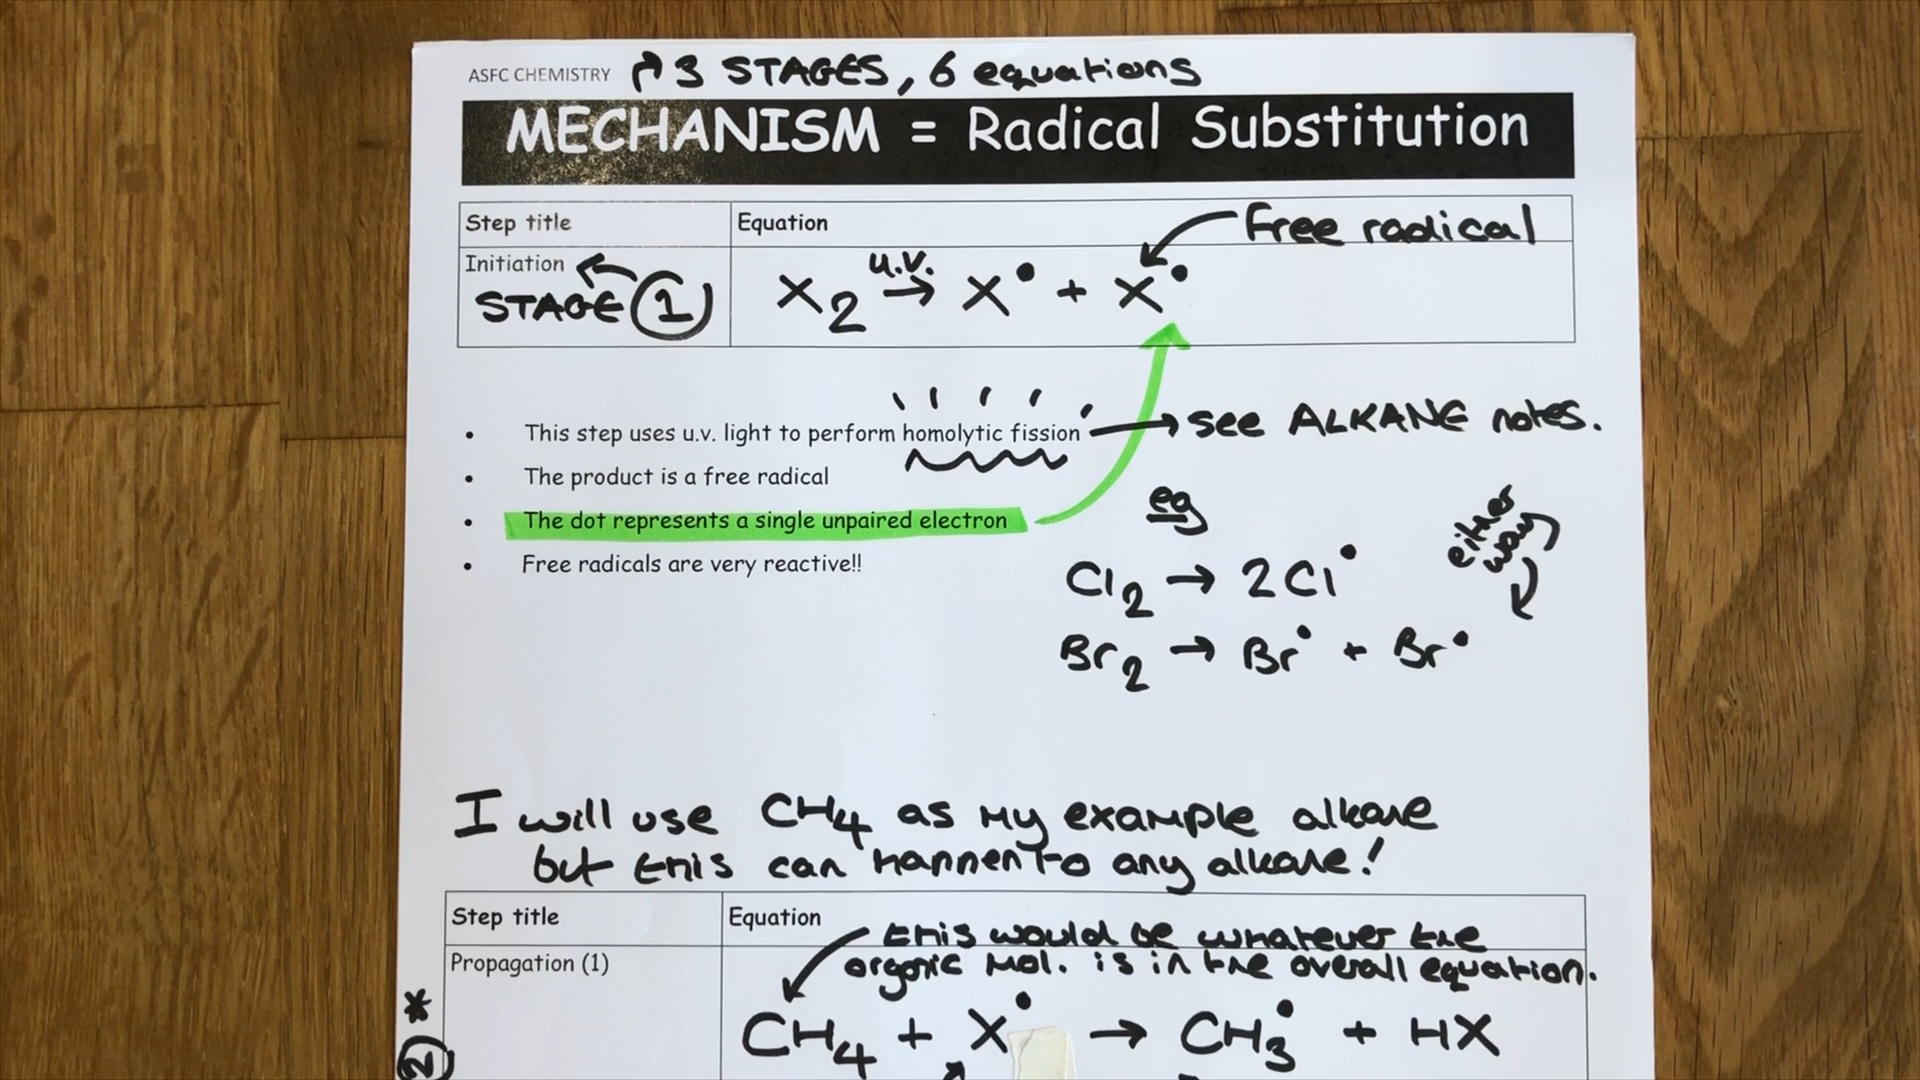 ASFC CHEMISTRY 3 STAGES, 6 equations
MECHANISM = Radical Substitution
Step title Equation Free radical
Initiation
STAGE 1
X2 u.v. → X• + X•
• This step uses u.v. light to perform homolytic fission → see ALKANE notes.
• The product is a free radical
• The dot represents a single unpaired electron
• Free radicals are very reactive!!
eg
either way
Cl2 → 2Cl•
Br2 → Br• + Br•
I will use CH4 as my example alkane
but this can happen to any alkane!
Step title Equation
this would be whatever the
organic mol. is in the overall equation.
Propagation (1)
CH4 + X• → CH3• + HX
2 *